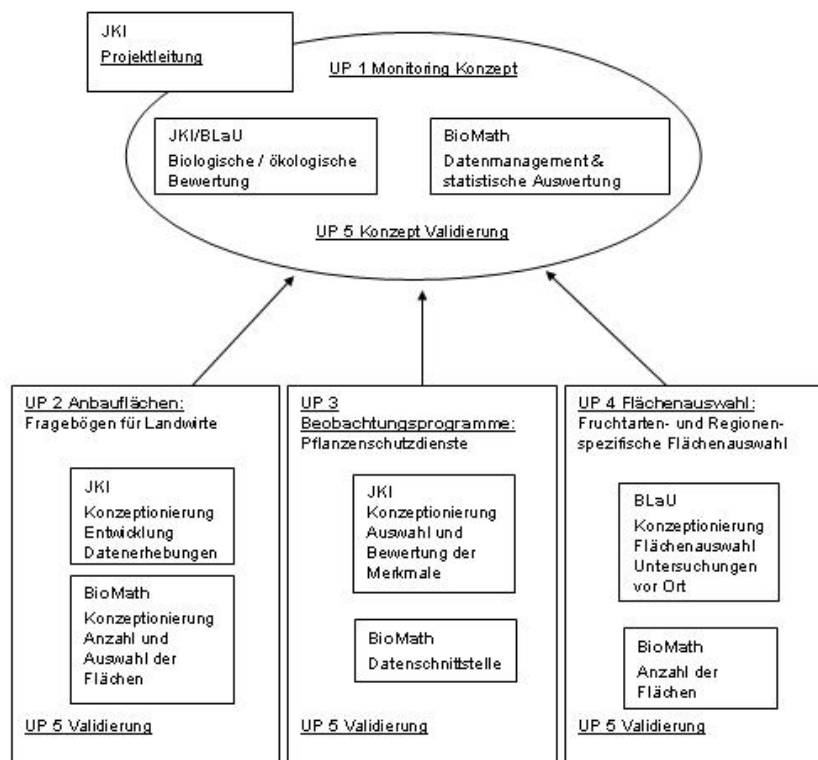 JKI
Projektleitung
UP 1 Monitoring Konzept
JKI/BLaU
Biologische / ökologische
Bewertung
BioMath
Datenmanagement &
statistische Auswertung
UP 5 Konzept Validierung
UP 2 Anbauflächen:
Fragebögen für Landwirte
JKI
Konzeptionierung
Entwicklung
Datenerhebungen
BioMath
Konzeptionierung
Anzahl und
Auswahl der
Flächen
UP 5 Validierung
UP 3
Beobachtungsprogramme:
Pflanzenschutzdienste
JKI
Konzeptionierung
Auswahl und
Bewertung der
Merkmale
BioMath
Datenschnittstelle
UP 5 Validierung
UP 4 Flächenauswahl:
Fruchtarten- und Regionen-
spezifische Flächenauswahl
BLaU
Konzeptionierung
Flächenauswahl
Untersuchungen
vor Ort
BioMath
Anzahl der
Flächen
UP 5 Validierung